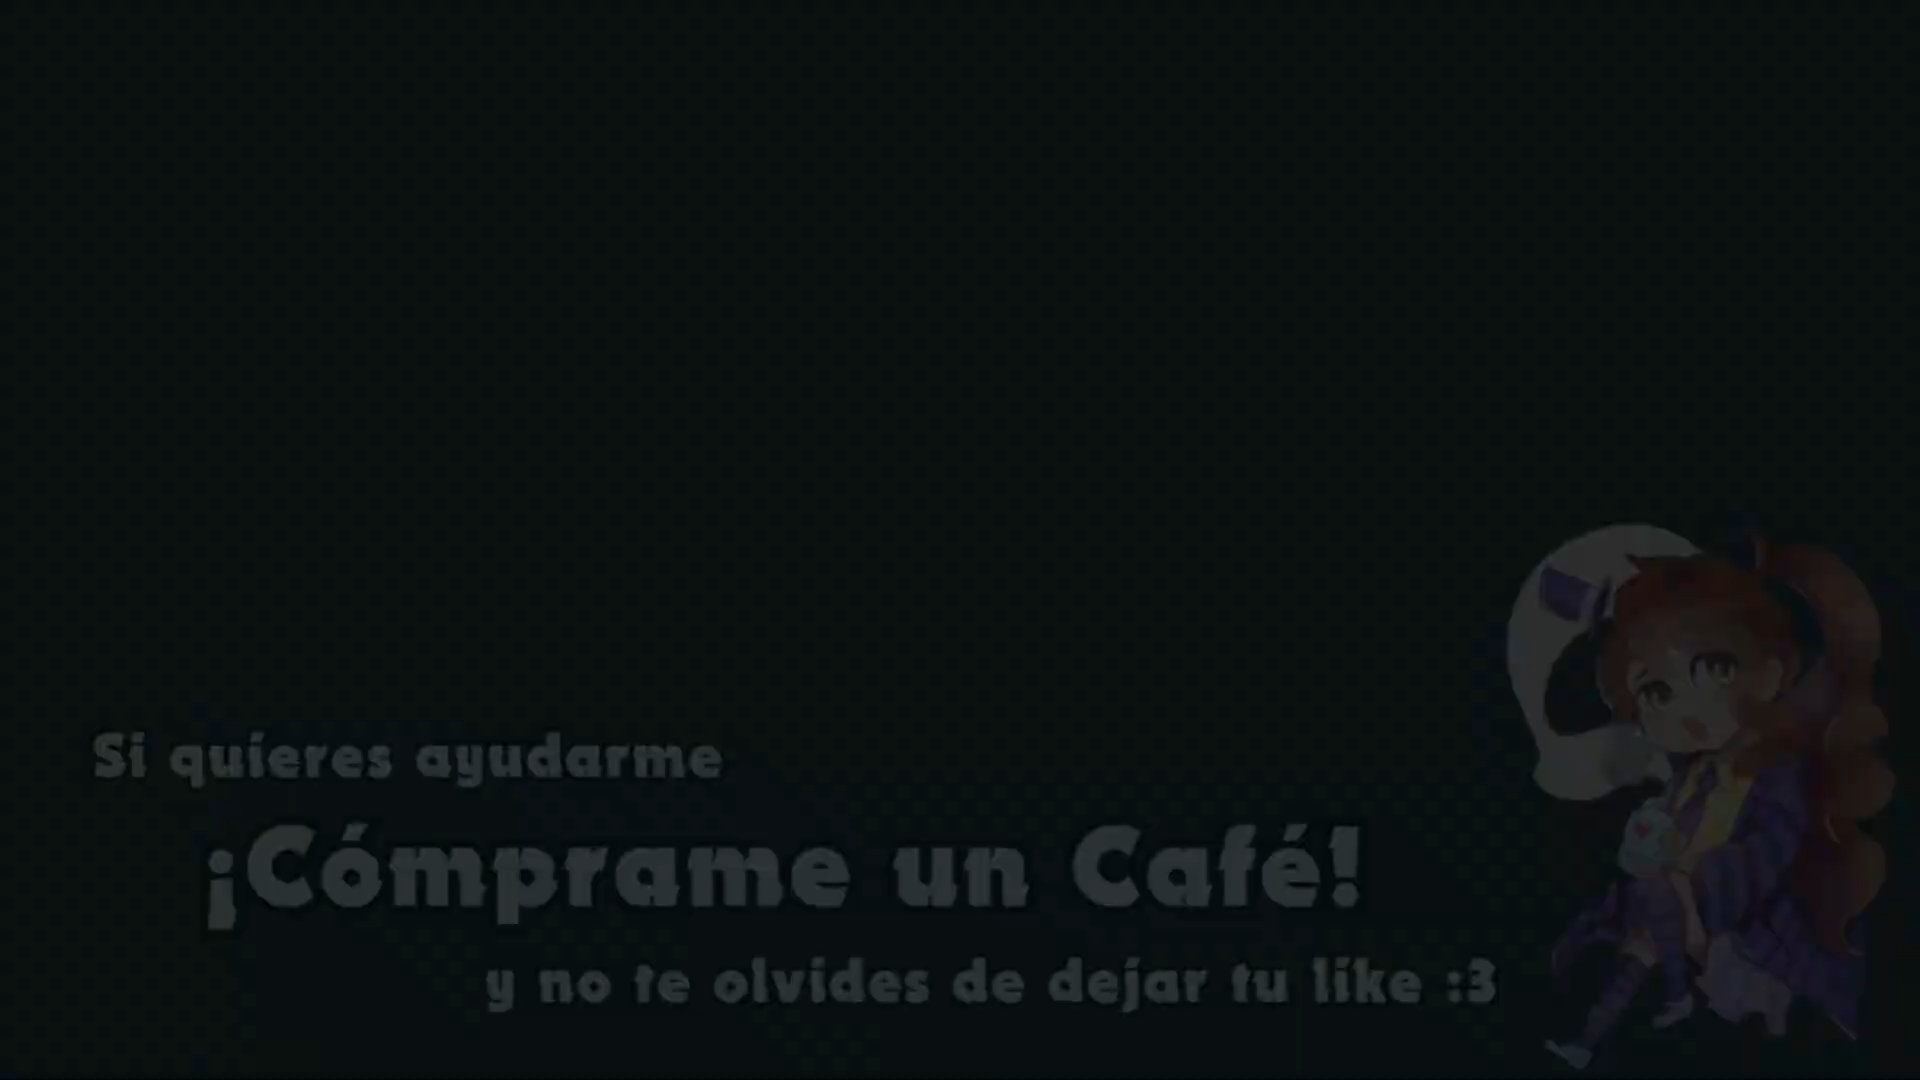 Si quieres ayudarme
¡Cómprame un Café!
y no te olvides de dejar tu like :3